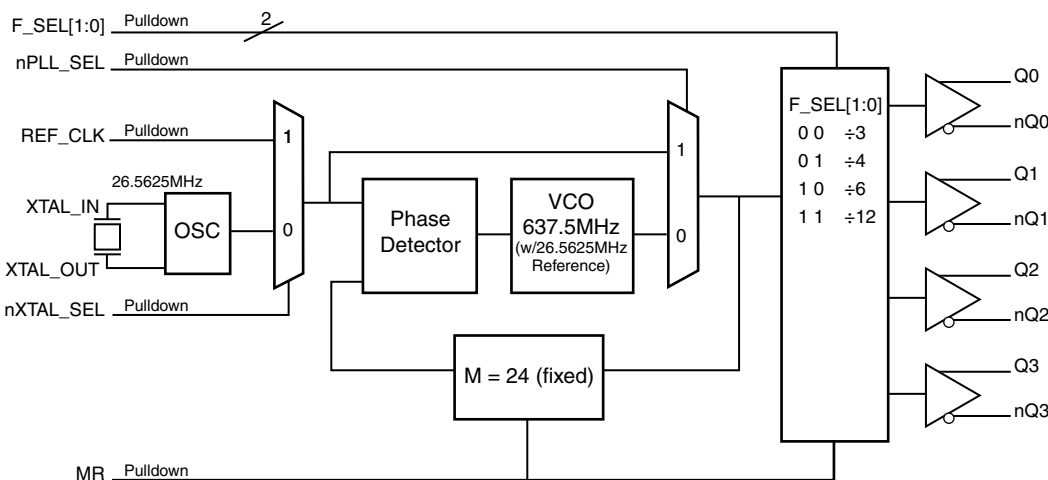 F_SEL[1:0] Pulldown 2
nPLL_SEL Pulldown
REF_CLK Pulldown
1
0
26.5625MHz
XTAL_IN
OSC
XTAL_OUT
nXTAL_SEL Pulldown
Phase
Detector
VCO
637.5MHz
(w/26.5625MHz
Reference)
1
0
M = 24 (fixed)
MR Pulldown
F_SEL[1:0]
0 0 ÷3
0 1 ÷4
1 0 ÷6
1 1 ÷12
Q0
nQ0
Q1
nQ1
Q2
nQ2
Q3
nQ3